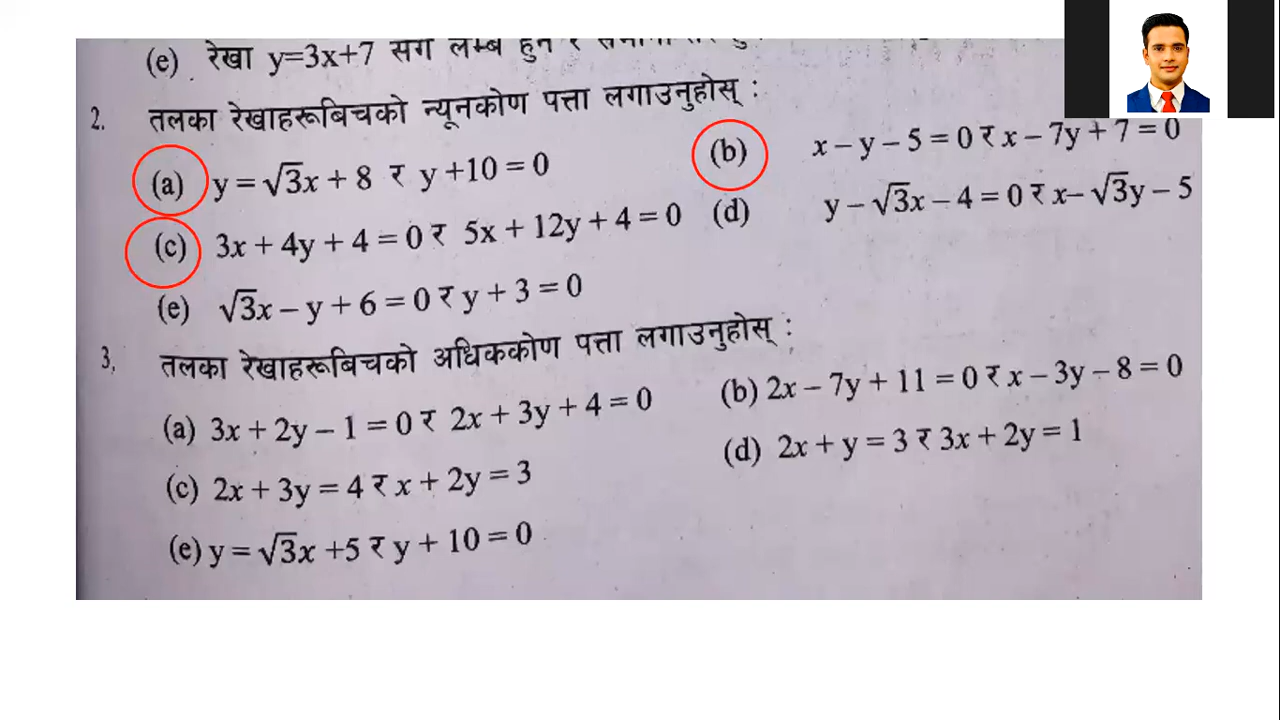 (e) रेखा y=3x+7 सग लम्ब हुन र
2. तलका रेखाहरूबिचको न्यूनकोण पत्ता लगाउनुहोस् :
(a) y = √3x + 8 र y +10 = 0 (b) x – y – 5 = 0 र x – 7y + 7 = 0
(c) 3x + 4y + 4 = 0 र 5x + 12y + 4 = 0 (d) y – √3x – 4 = 0 र x– √3y – 5
(e) √3x – y + 6 = 0 र y + 3 = 0
3. तलका रेखाहरूबिचको अधिककोण पत्ता लगाउनुहोस् :
(a) 3x + 2y – 1 = 0 र 2x + 3y + 4 = 0 (b) 2x – 7y + 11 = 0 र x – 3y – 8 = 0
(c) 2x + 3y = 4 र x + 2y = 3 (d) 2x + y = 3 र 3x + 2y = 1
(e) y = √3x +5 र y + 10 = 0